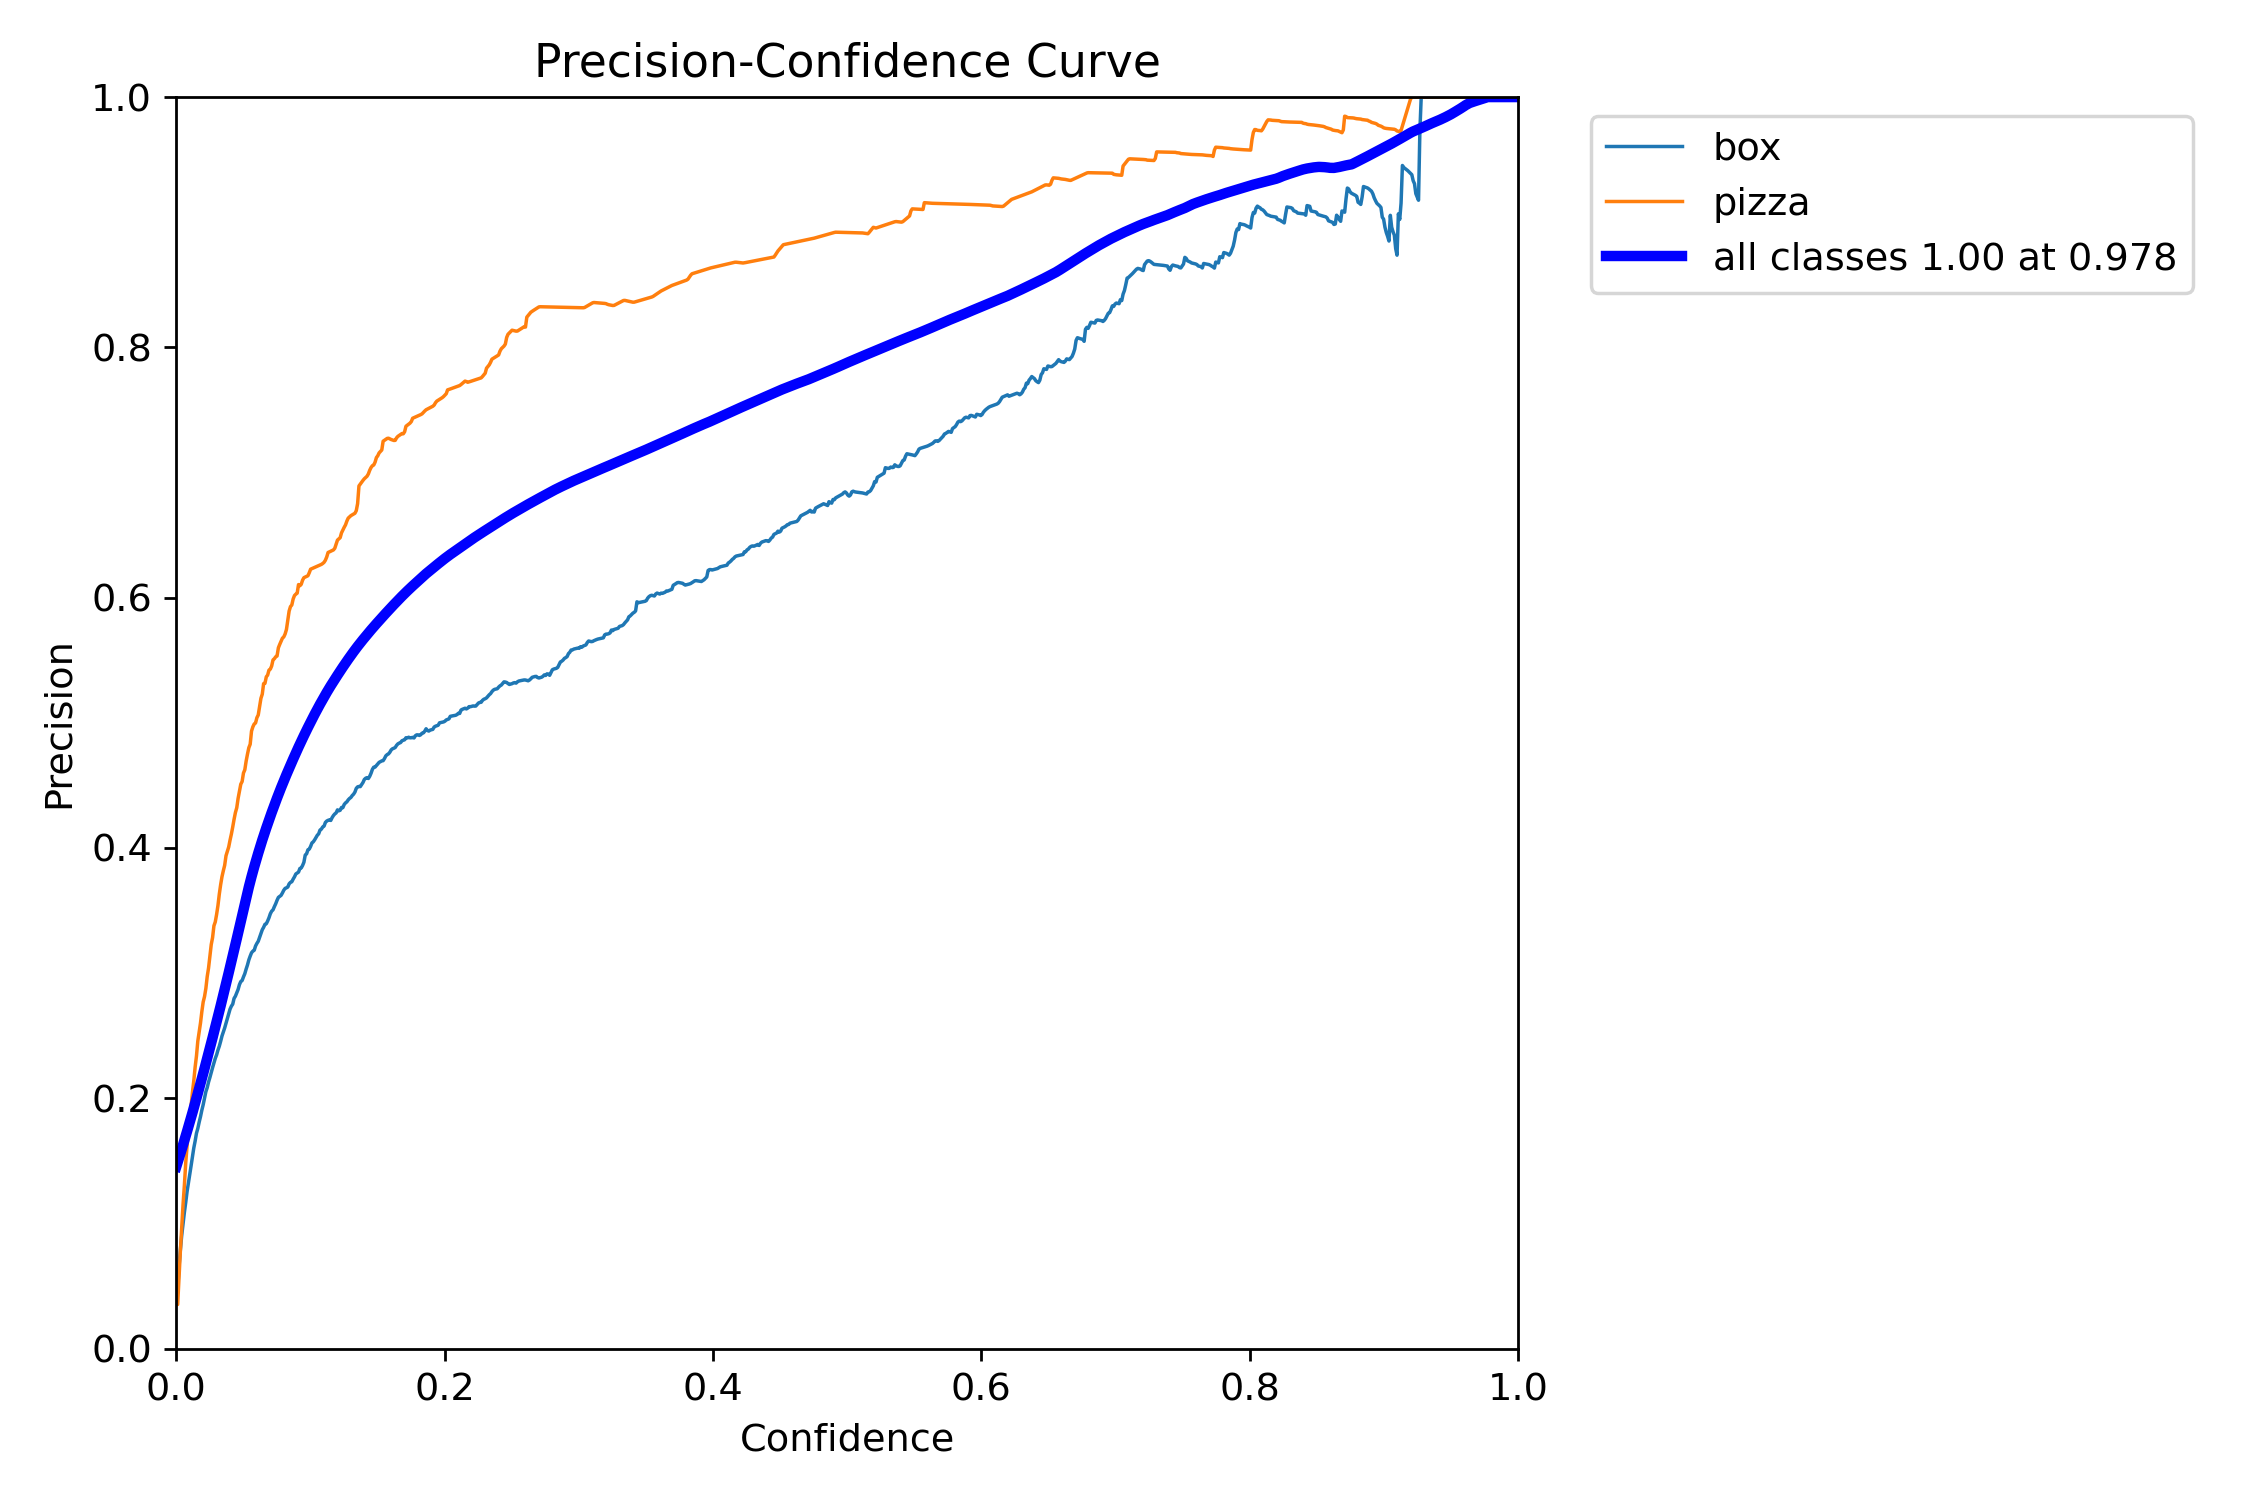 Precision-Confidence Curve
1.0
0.8
0.6
0.4
0.2
0.0
Precision
0.0 0.2 0.4 0.6 0.8 1.0
Confidence
box
pizza
all classes 1.00 at 0.978